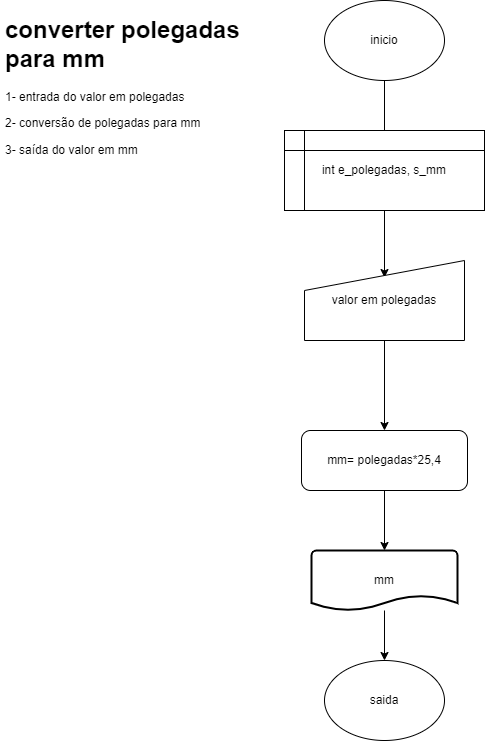 converter polegadas
para mm
1- entrada do valor em polegadas
2- conversão de polegadas para mm
3- saída do valor em mm
inicio
int e_polegadas, s_mm
valor em polegadas
mm= polegadas*25,4
mm
saida